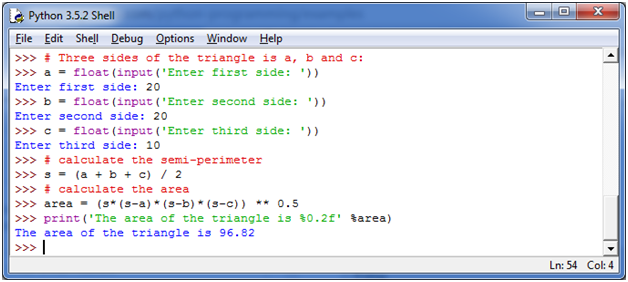 Python 3.5.2 Shell
File Edit Shell Debug Options Window Help
>>> # Three sides of the triangle is a, b and c:
>>> a = float(input('Enter first side: '))
Enter first side: 20
>>> b = float(input('Enter second side: '))
Enter second side: 20
>>> c = float(input('Enter third side: '))
Enter third side: 10
>>> # calculate the semi-perimeter
>>> s = (a + b + c) / 2
>>> # calculate the area
>>> area = (s*(s-a)*(s-b)*(s-c)) ** 0.5
>>> print('The area of the triangle is %0.2f' %area)
The area of the triangle is 96.82
>>>
Ln: 54 Col: 4